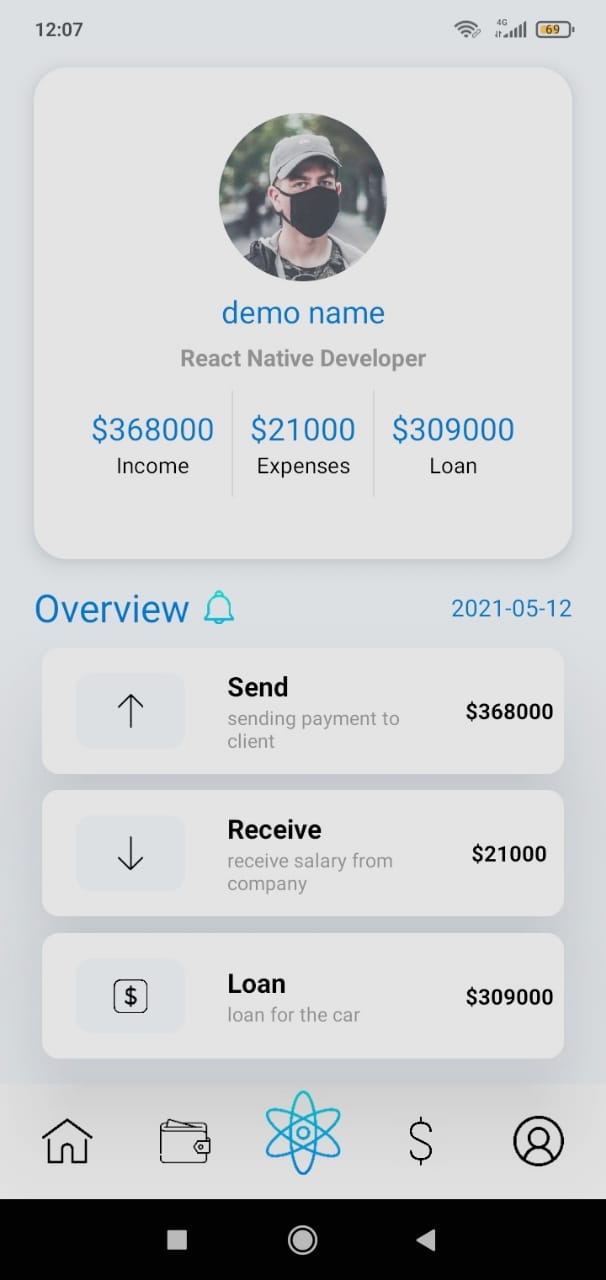 12:07
4G
69
demo name
React Native Developer
$368000 $21000 $309000
Income Expenses Loan
Overview 2021-05-12
Send
sending payment to
client
$368000
Receive
receive salary from
company
$21000
Loan
loan for the car
$309000